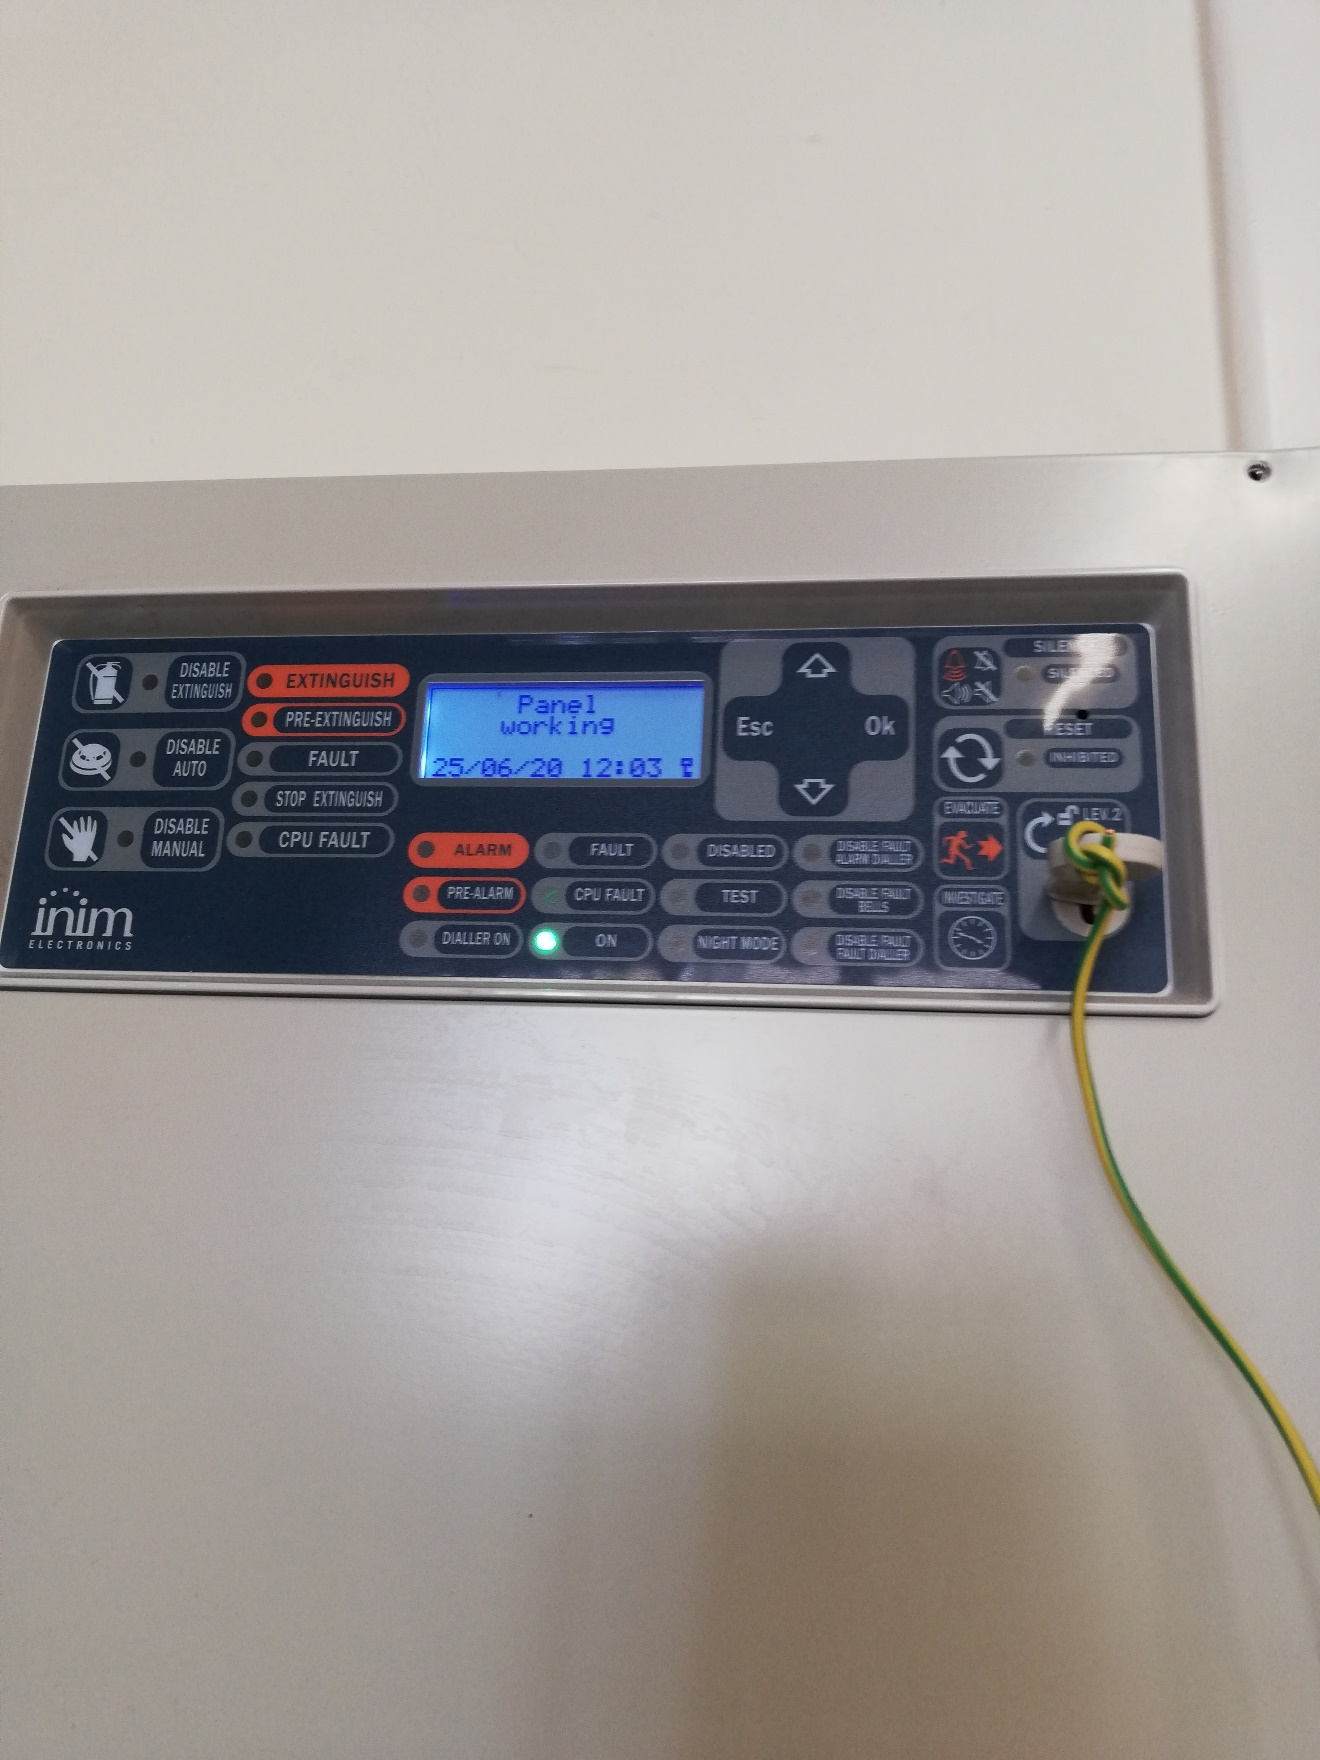 DISABLE
EXTINGUISH
DISABLE
AUTO
DISABLE
MANUAL
inim
ELECTRONICS
EXTINGUISH
PRE-EXTINGUISH
FAULT
STOP EXTINGUISH
CPU FAULT
Panel
working
25/06/20 12:03
Esc
Ok
ALARM
PRE-ALARM
DIALLER ON
FAULT
CPU FAULT
ON
DISABLED
TEST
NIGHT MODE
DISABLE FAULT
ALARM DIALLER
DISABLE FAULT
BELLS
DISABLE FAULT
FAULT DIALLER
SILENCED
RESET
INHIBITED
EVACUATE
INVESTIGATE
LEV.2